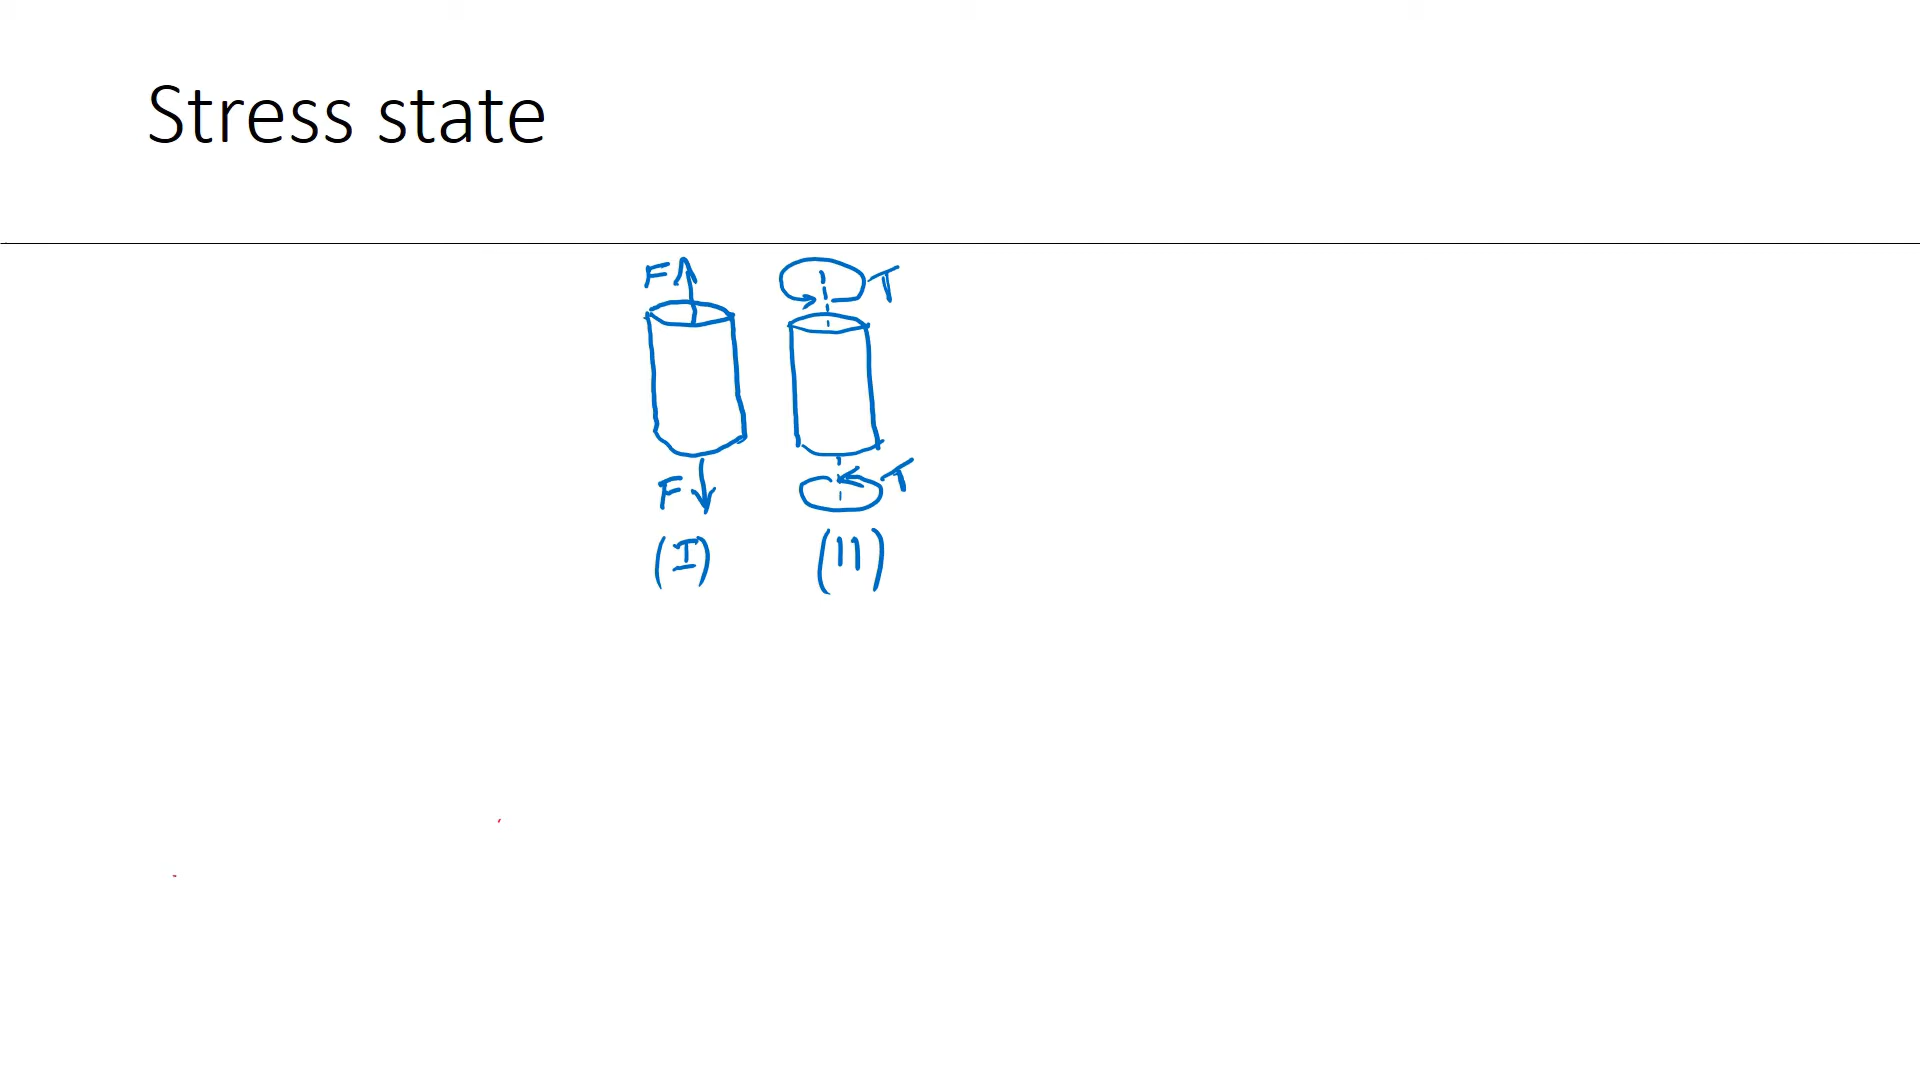 Stress state
F T
F T
(I) (II)